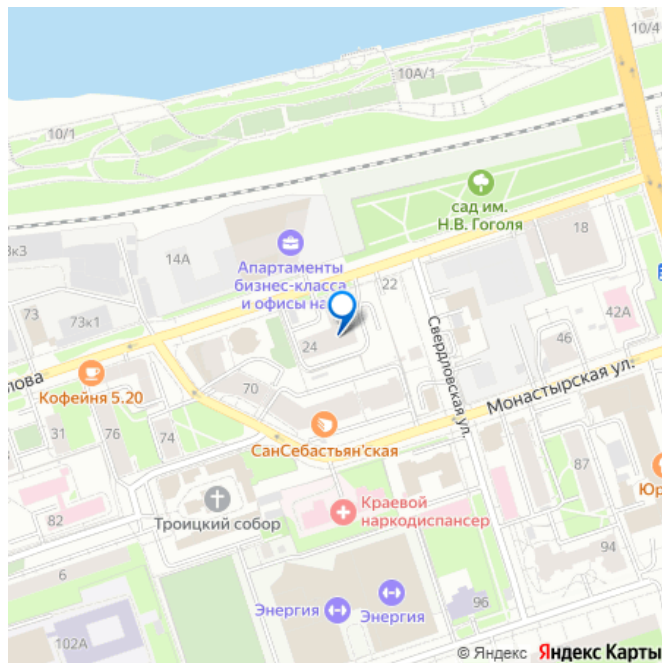 10/4
10А/1
10/1
сад им.
Н.В. Гоголя
18
3к3
14А
Апартаменты
бизнес-класса
и офисы на
22
73
73к1
42А
24
46
Свердловская ул.
Монастырская ул.
лова
Кофейня 5.20
70
31
76
74
СанСебастьян'ская
87
Юр
Краевой
наркодиспансер
Троицкий собор
82
94
6
Энергия
Энергия
96
102А
© Яндекс Яндекс Карты